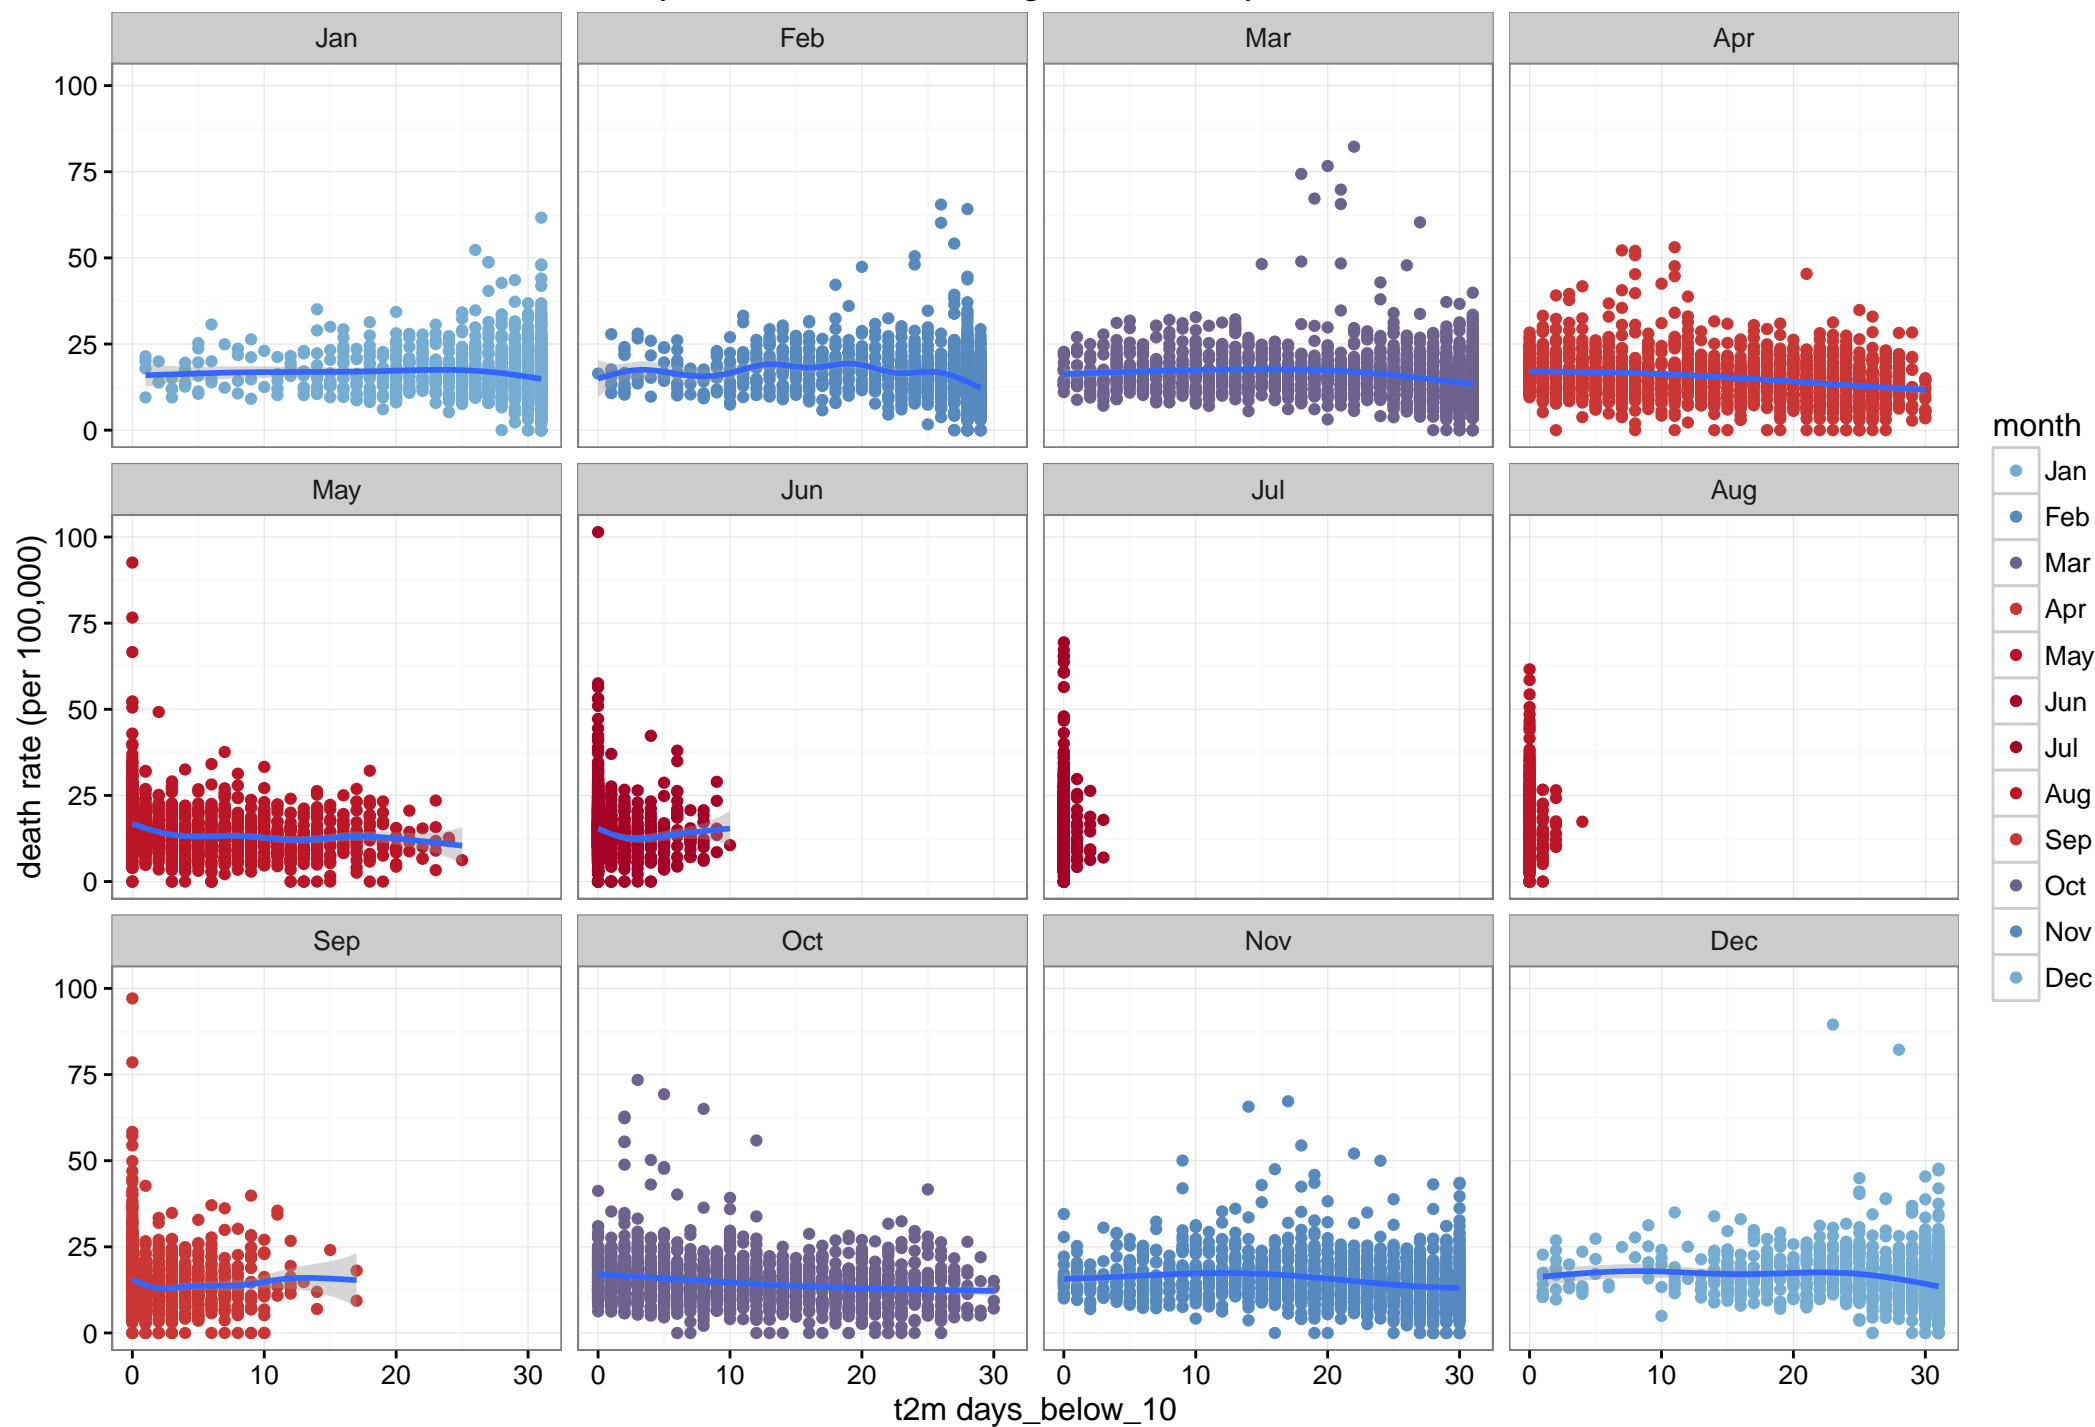 Jan Feb Mar Apr
100
75
50
25
0
May Jun Jul Aug
100
75
50
25
0
Sep Oct Nov Dec
100
75
50
25
0
0 10 20 30 0 10 20 30 0 10 20 30 0 10 20 30
t2m days_below_10
death rate (per 100,000)
month
Jan
Feb
Mar
Apr
May
Jun
Jul
Aug
Sep
Oct
Nov
Dec